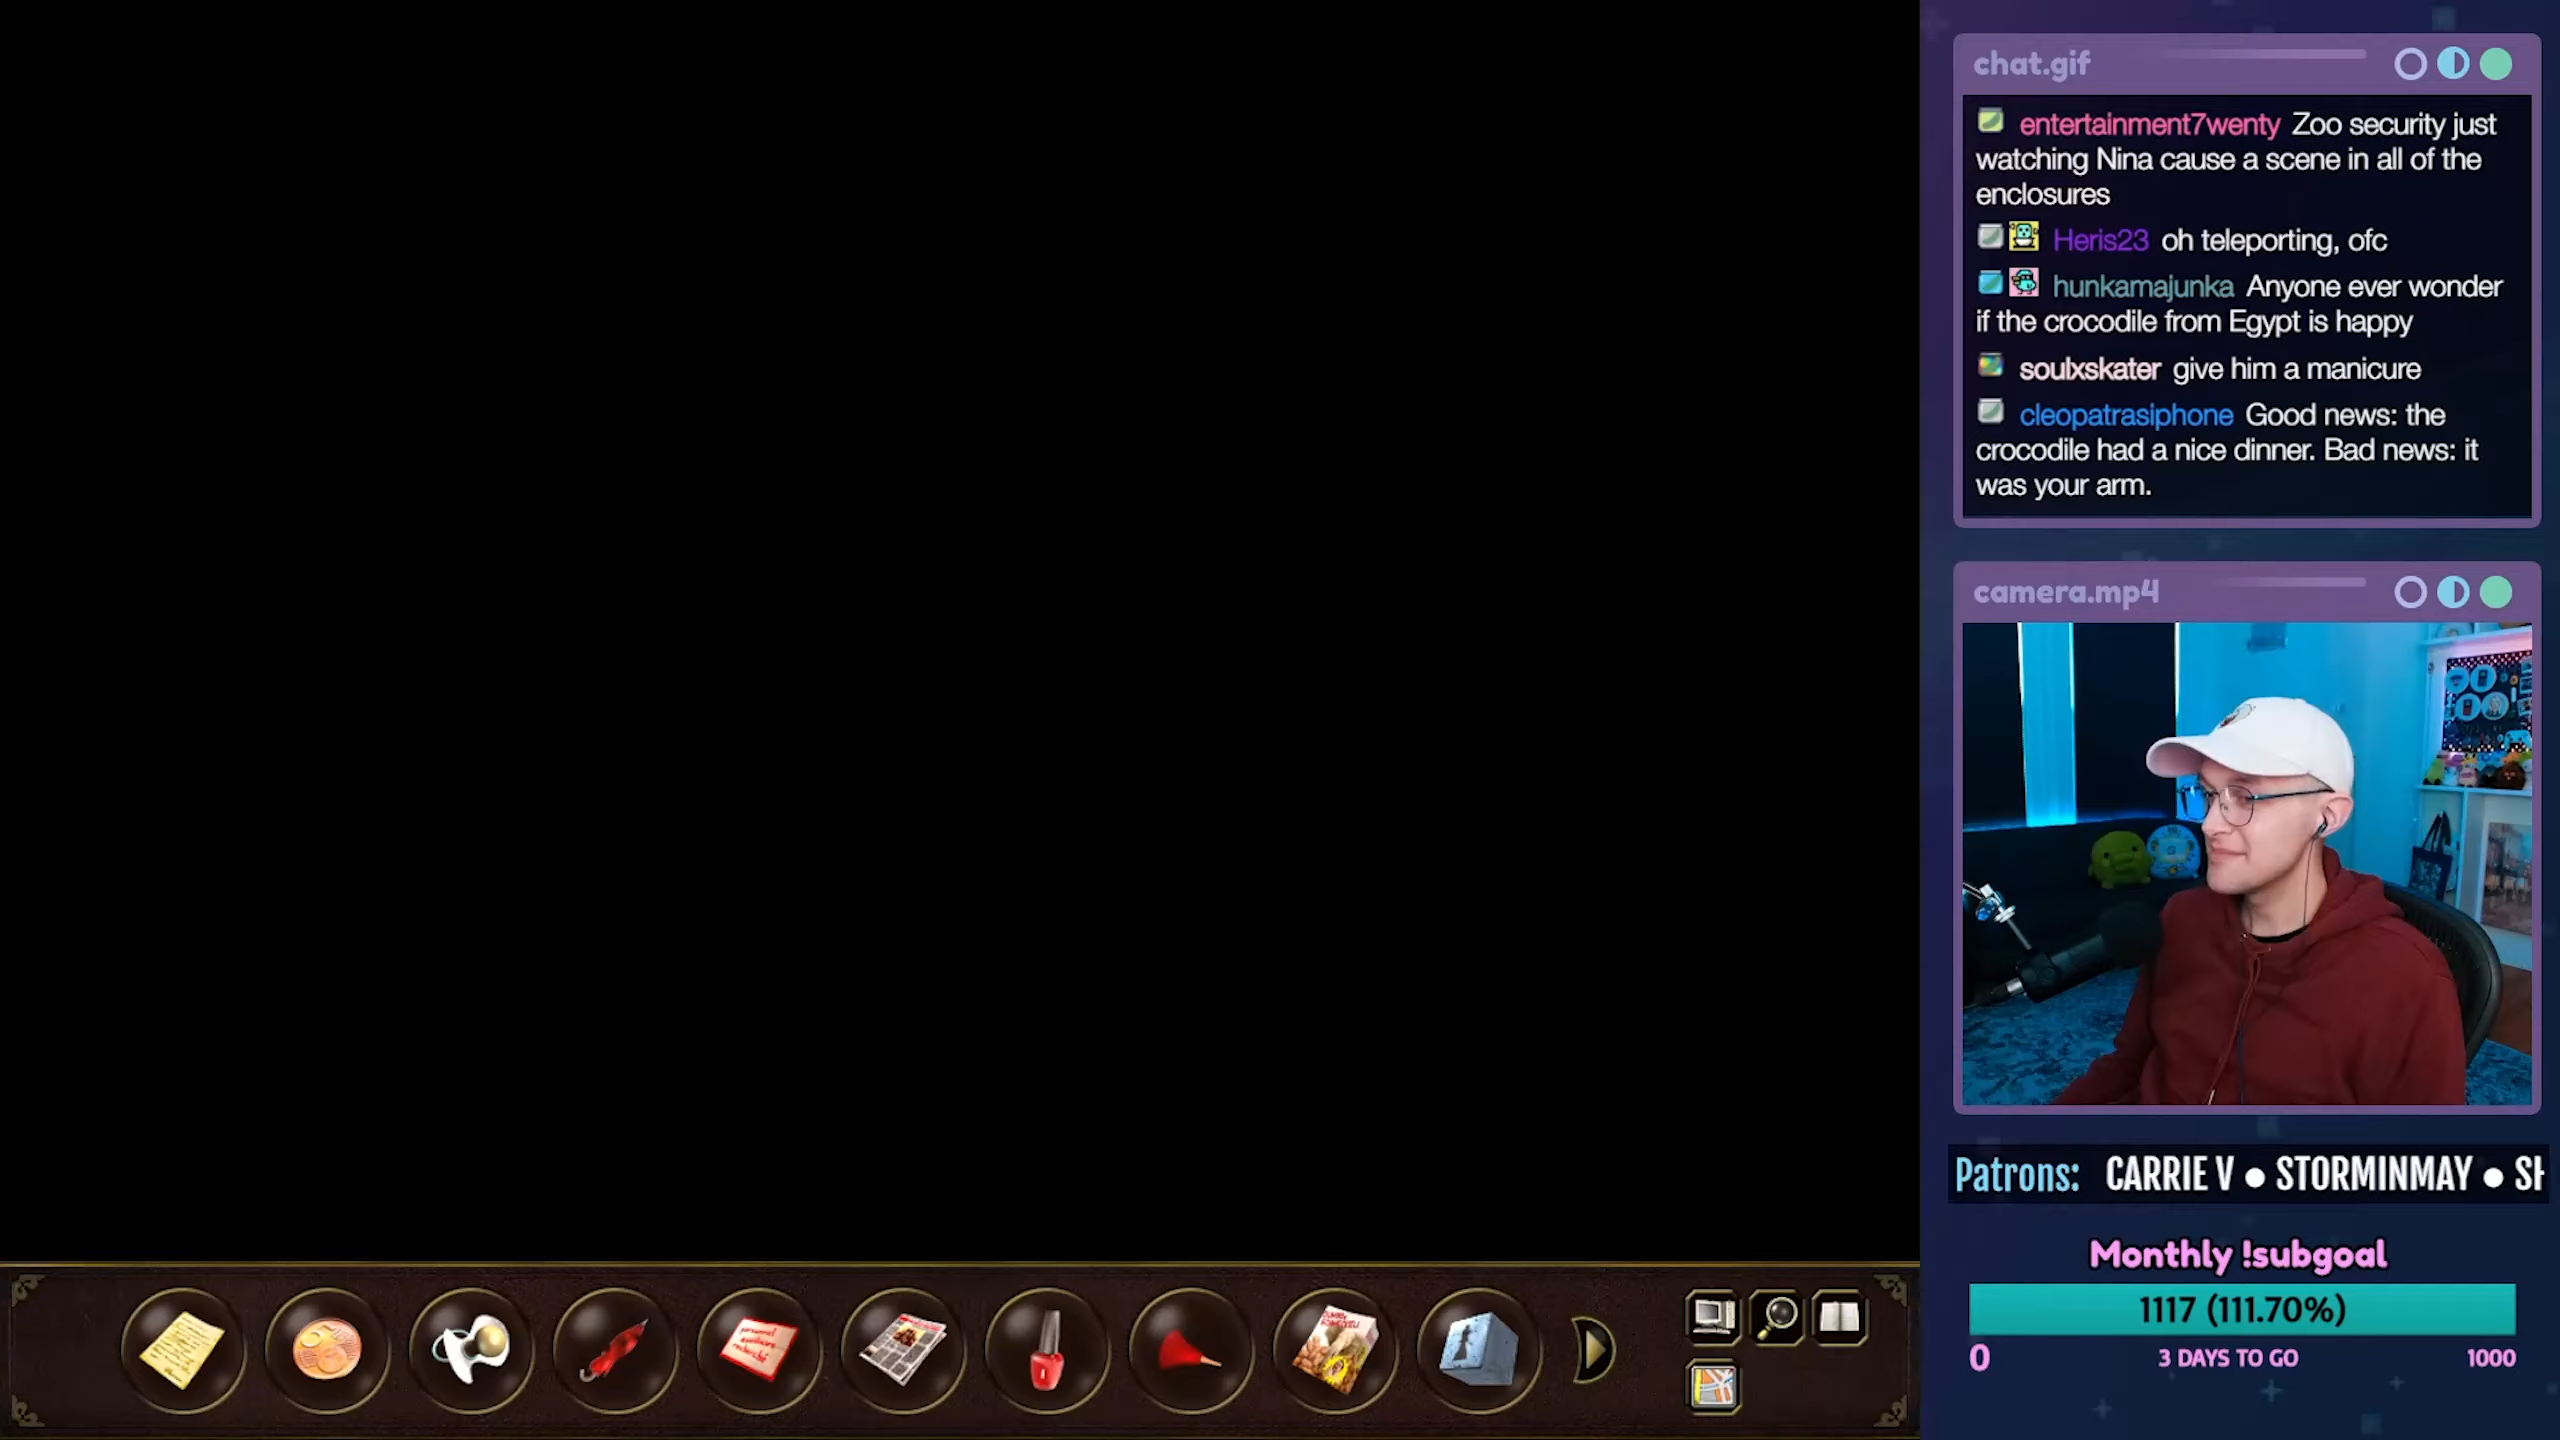 chat.gif
entertainment7wenty Zoo security just
watching Nina cause a scene in all of the
enclosures
Heris23 oh teleporting, ofc
hunkamajunka Anyone ever wonder
if the crocodile from Egypt is happy
soulxskater give him a manicure
cleopatrasiphone Good news: the
crocodile had a nice dinner. Bad news: it
was your arm.
camera.mp4
Patrons: CARRIE V ● STORMINMAY ● SH
Monthly !subgoal
1117 (111.70%)
0 3 DAYS TO GO 1000
personnel
recherché